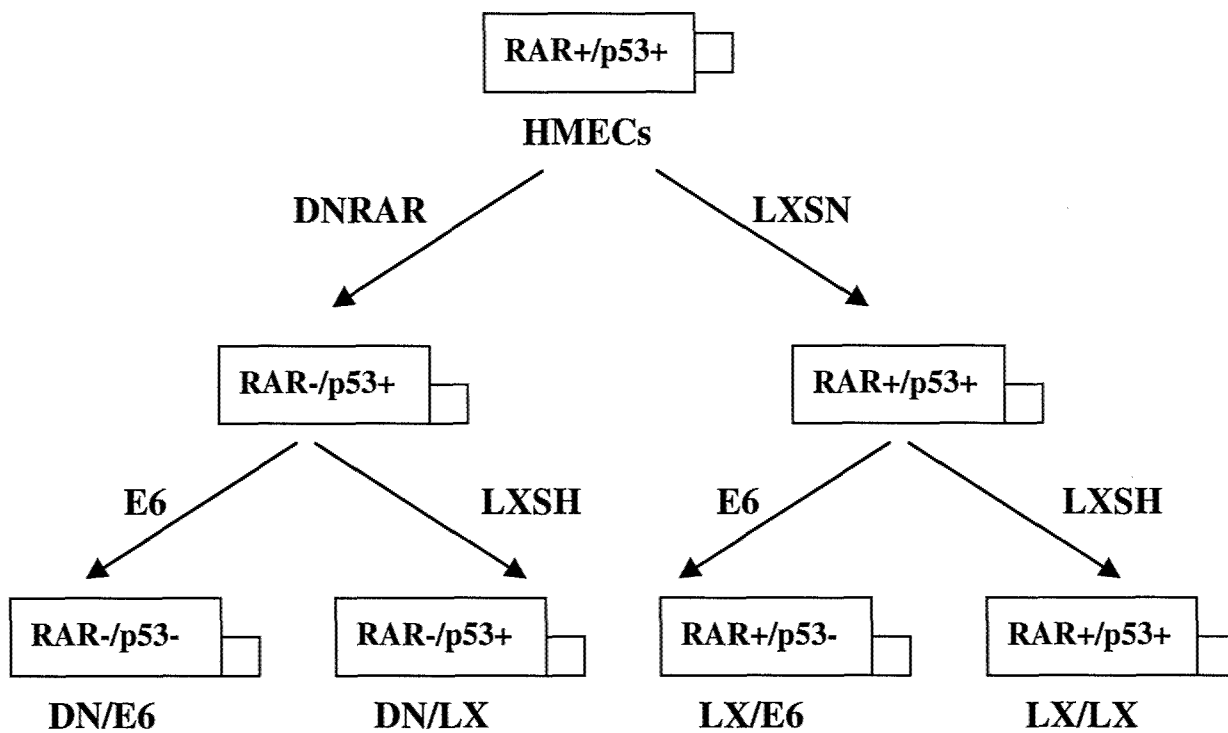 RAR+/p53+
HMECs
DNRAR
LXSN
RAR-/p53+
RAR+/p53+
E6
LXSH
E6
LXSH
RAR-/p53-
RAR-/p53+
RAR+/p53-
RAR+/p53+
DN/E6
DN/LX
LX/E6
LX/LX